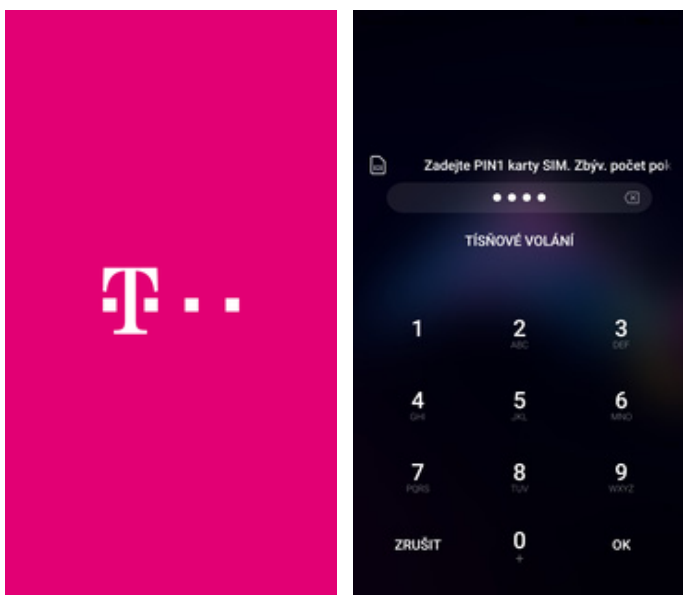 T
Zadejte PIN1 karty SIM. Zbýv. počet pok
TÍSŇOVÉ VOLÁNÍ
1 2 3
ABC DEF
4 5 6
GHI JKL MNO
7 8 9
PQRS TUV WXYZ
ZRUŠIT 0 OK
+